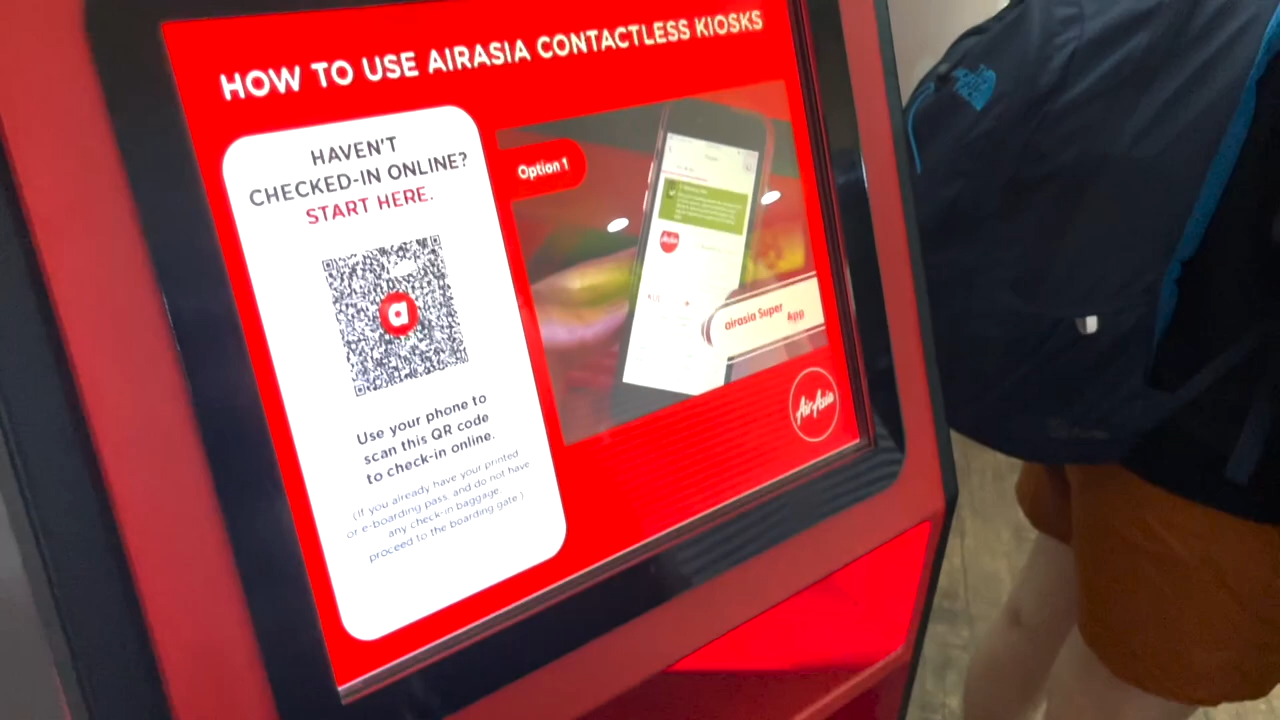 HOW TO USE AIRASIA CONTACTLESS KIOSKS
HAVEN'T
CHECKED-IN ONLINE?
START HERE.
a
Use your phone to
scan this QR code
to check-in online.
(If you already have your printed
or e-boarding pass, and do not have
any check-in baggage,
proceed to the boarding gate)
Option 1
AirAsia
KUL
airasia Super
App
AirAsia